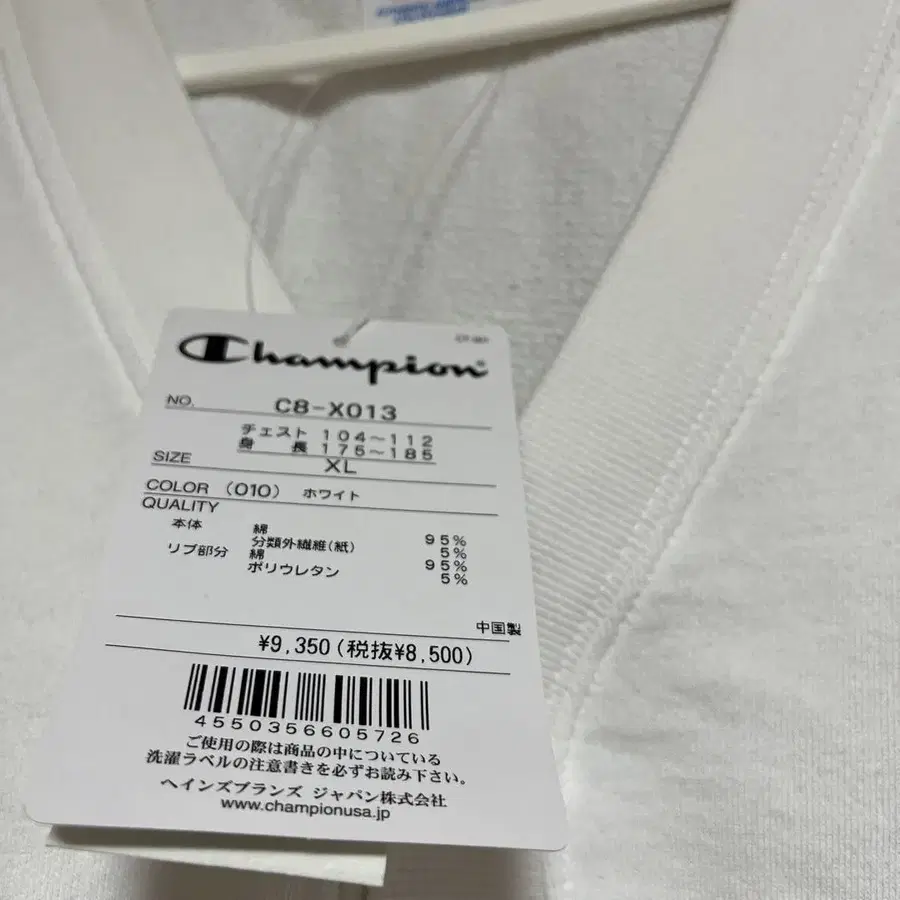 Champion
NO. C8-X013
チェスト 104~112
身長 175~185
SIZE XL
COLOR (010) ホワイト
QUALITY
本体 綿 95%
分類外繊維(紙) 5%
リブ部分 綿 95%
ポリウレタン 5%
中国製
¥9,350(税抜¥8,500)
4550356605726
ご使用の際は商品の中についている
洗濯ラベルの注意書きを必ずお読み下さい。
ヘインズブランズ ジャパン株式会社
www.championusa.jp